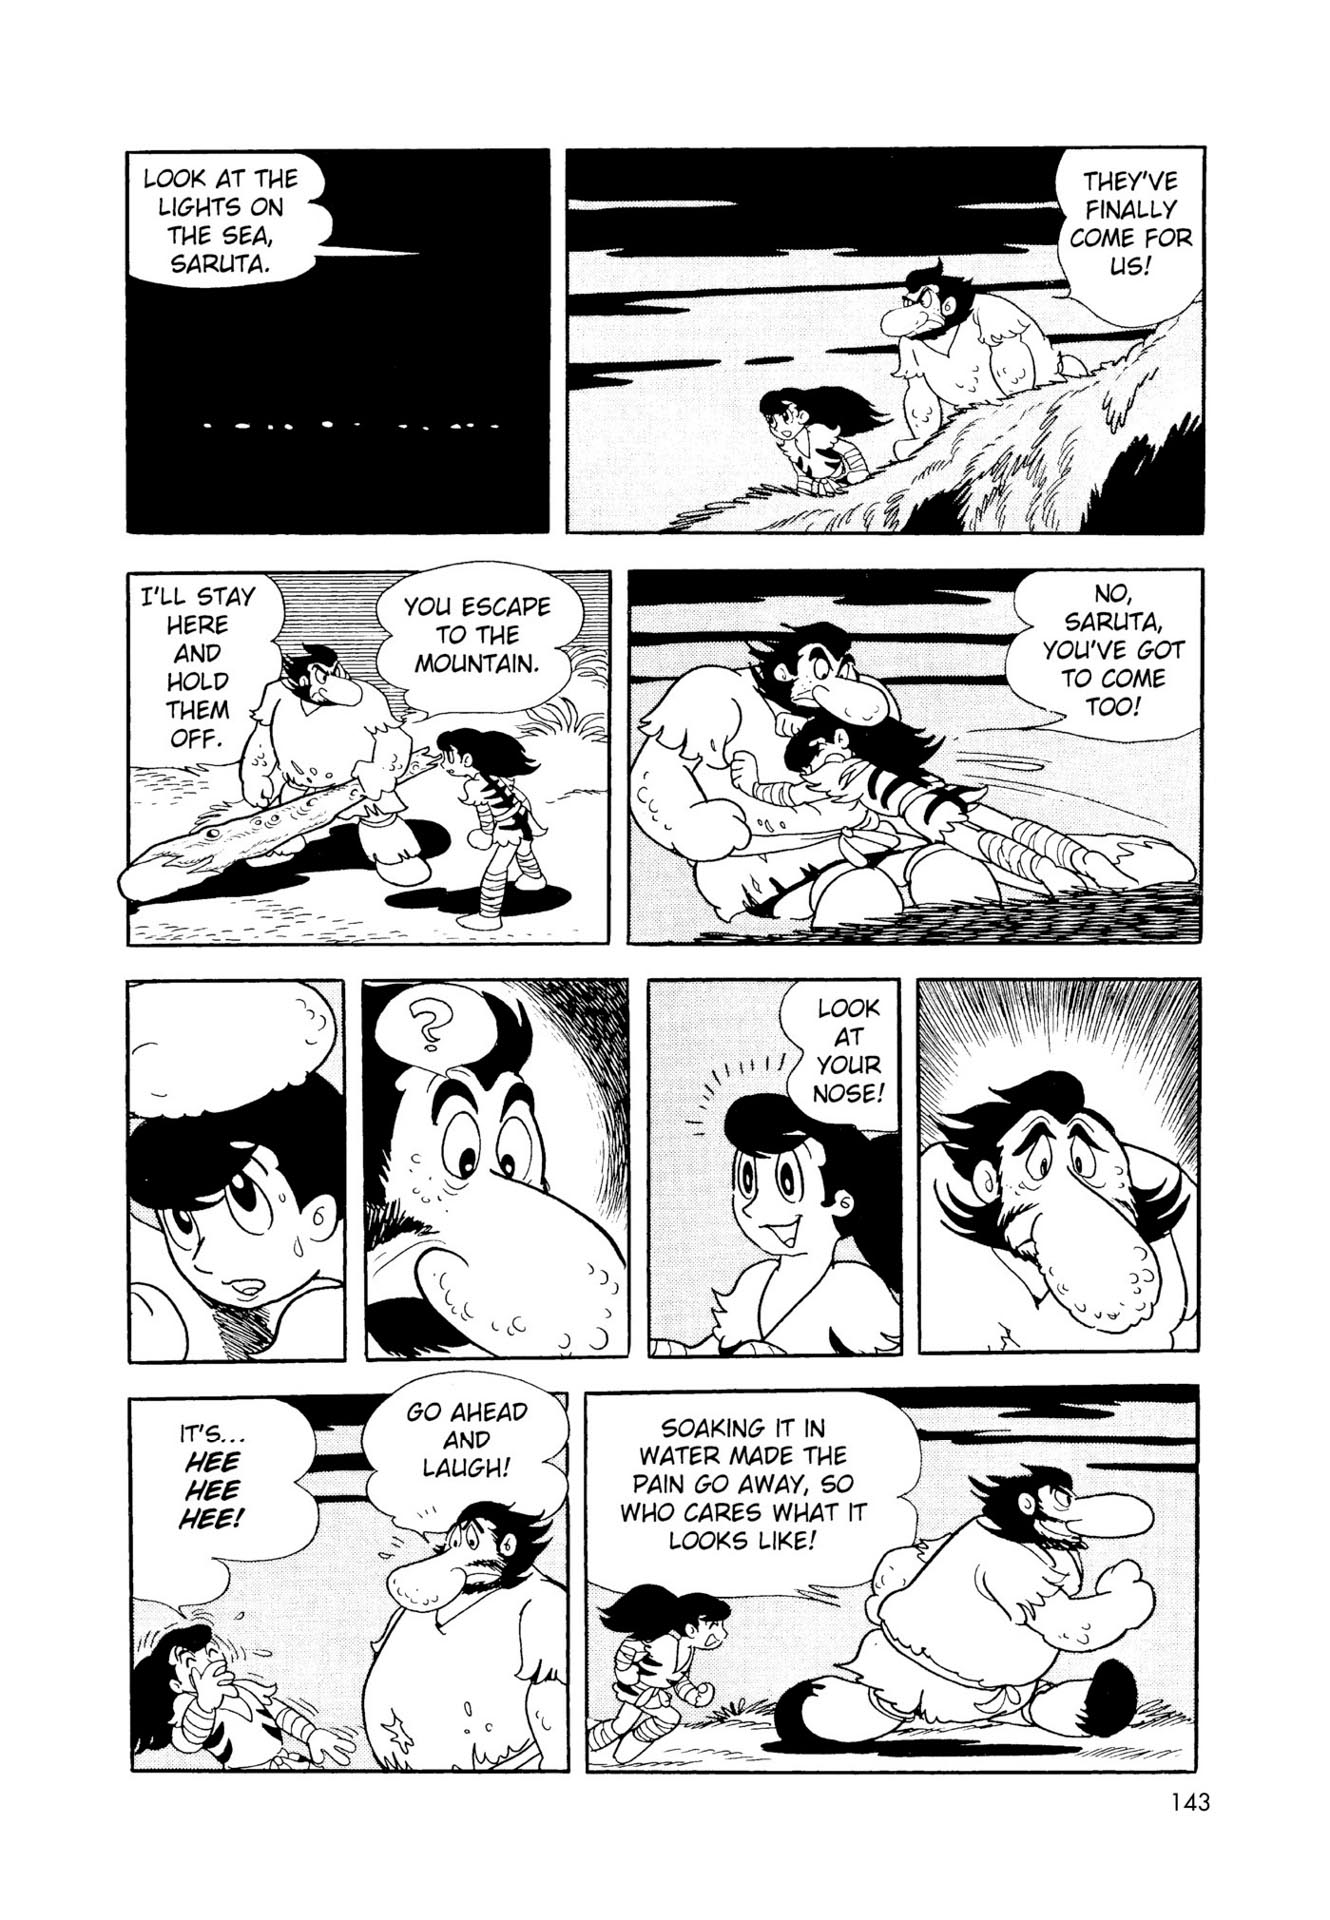 LOOK AT THE
LIGHTS ON
THE SEA,
SARUTA.
THEY'VE
FINALLY
COME FOR
US!
I'LL STAY
HERE
AND
HOLD
THEM
OFF.
YOU ESCAPE
TO THE
MOUNTAIN.
NO,
SARUTA,
YOU'VE GOT
TO COME
TOO!
?
LOOK
AT
YOUR
NOSE!
IT'S...
HEE
HEE
HEE!
GO AHEAD
AND
LAUGH!
SOAKING IT IN
WATER MADE THE
PAIN GO AWAY, SO
WHO CARES WHAT IT
LOOKS LIKE!
143